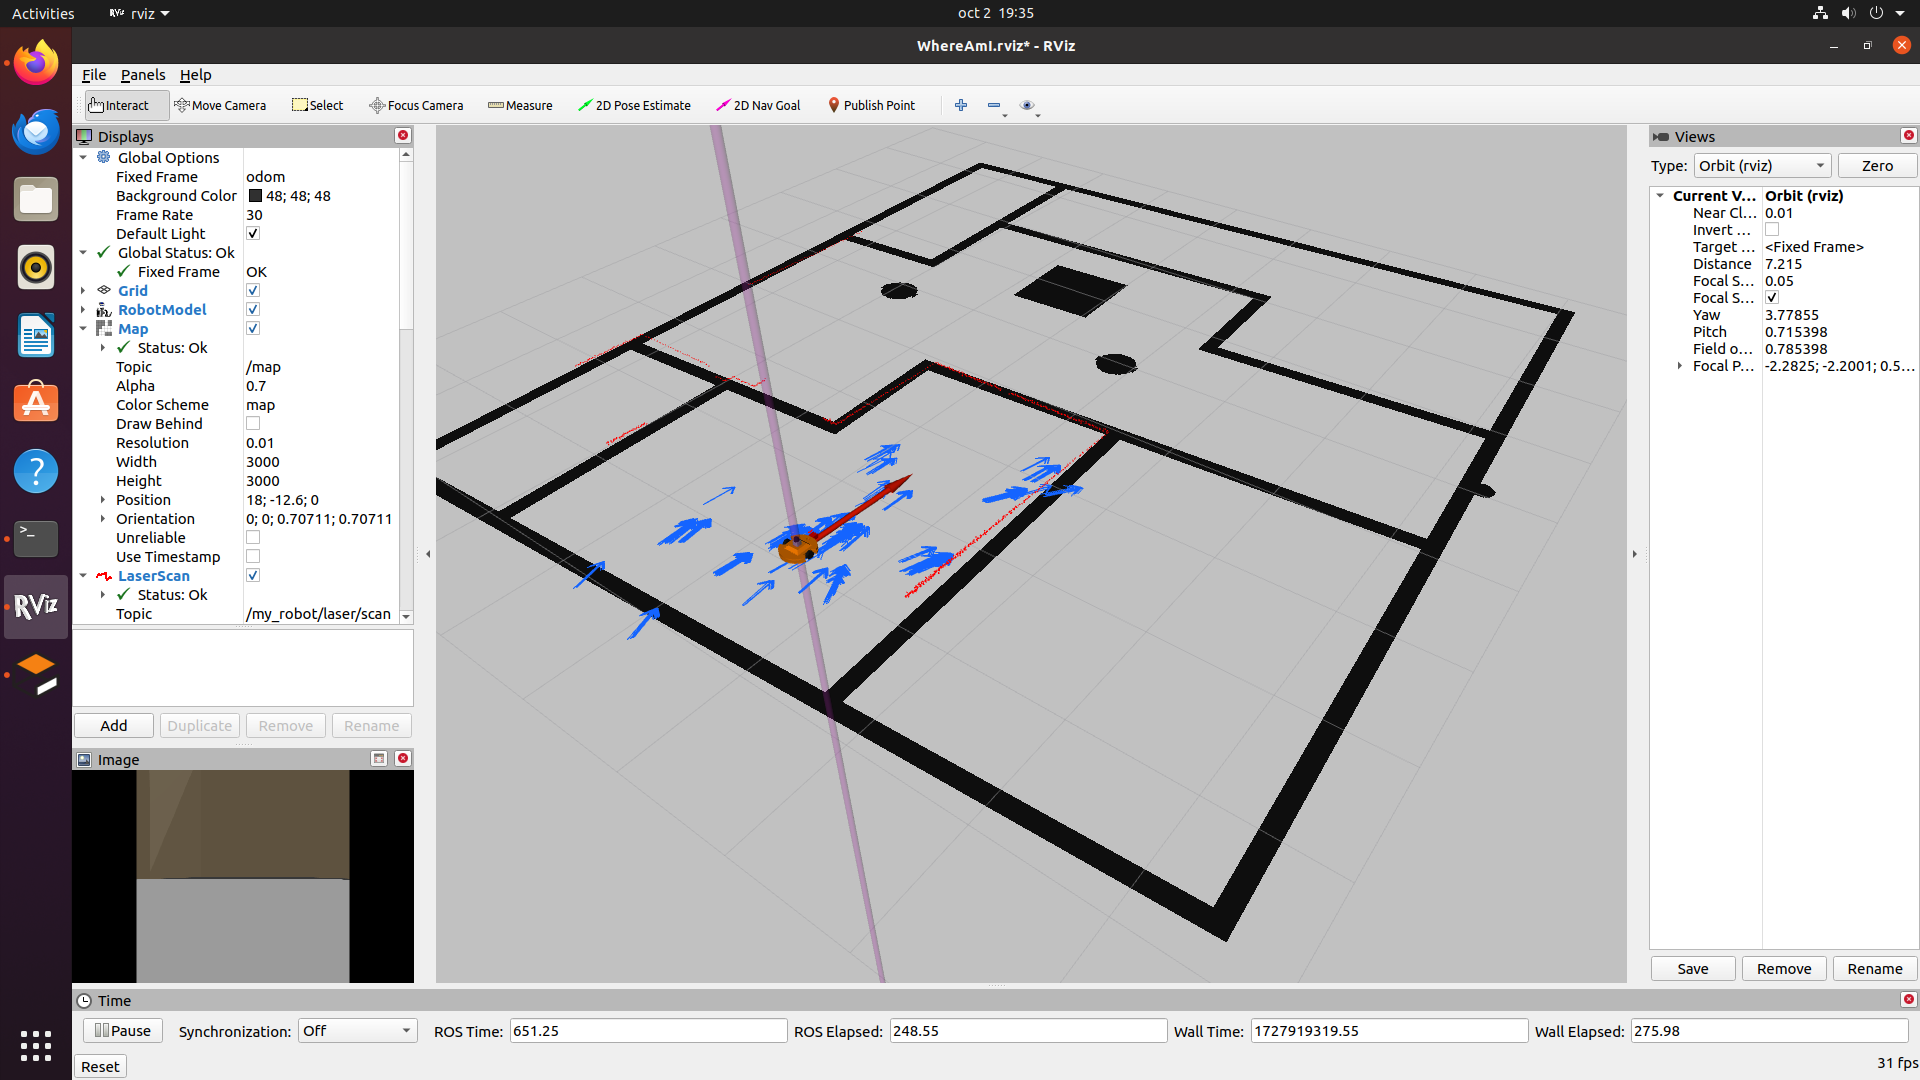 Activities
RViz rviz
oct 2 19:35
WhereAmI.rviz* - RViz
File Panels Help
Interact Move Camera Select Focus Camera Measure 2D Pose Estimate 2D Nav Goal Publish Point
Displays
Global Options
Fixed Frame odom
Background Color 48; 48; 48
Frame Rate 30
Default Light
Global Status: Ok
Fixed Frame OK
Grid
RobotModel
Map
Status: Ok
Topic /map
Alpha 0.7
Color Scheme map
Draw Behind
Resolution 0.01
Width 3000
Height 3000
Position 18; -12.6; 0
Orientation 0; 0; 0.70711; 0.70711
Unreliable
Use Timestamp
LaserScan
Status: Ok
Topic /my_robot/laser/scan
Add Duplicate Remove Rename
Image
RViz
Views
Type: Orbit (rviz) Zero
Current V... Orbit (rviz)
Near Cl... 0.01
Invert ...
Target ... <Fixed Frame>
Distance 7.215
Focal S... 0.05
Focal S...
Yaw 3.77855
Pitch 0.715398
Field o... 0.785398
Focal P... -2.2825; -2.2001; 0.5...
Save Remove Rename
Time
Pause Synchronization: Off ROS Time: 651.25 ROS Elapsed: 248.55 Wall Time: 1727919319.55 Wall Elapsed: 275.98
Reset
31 fps